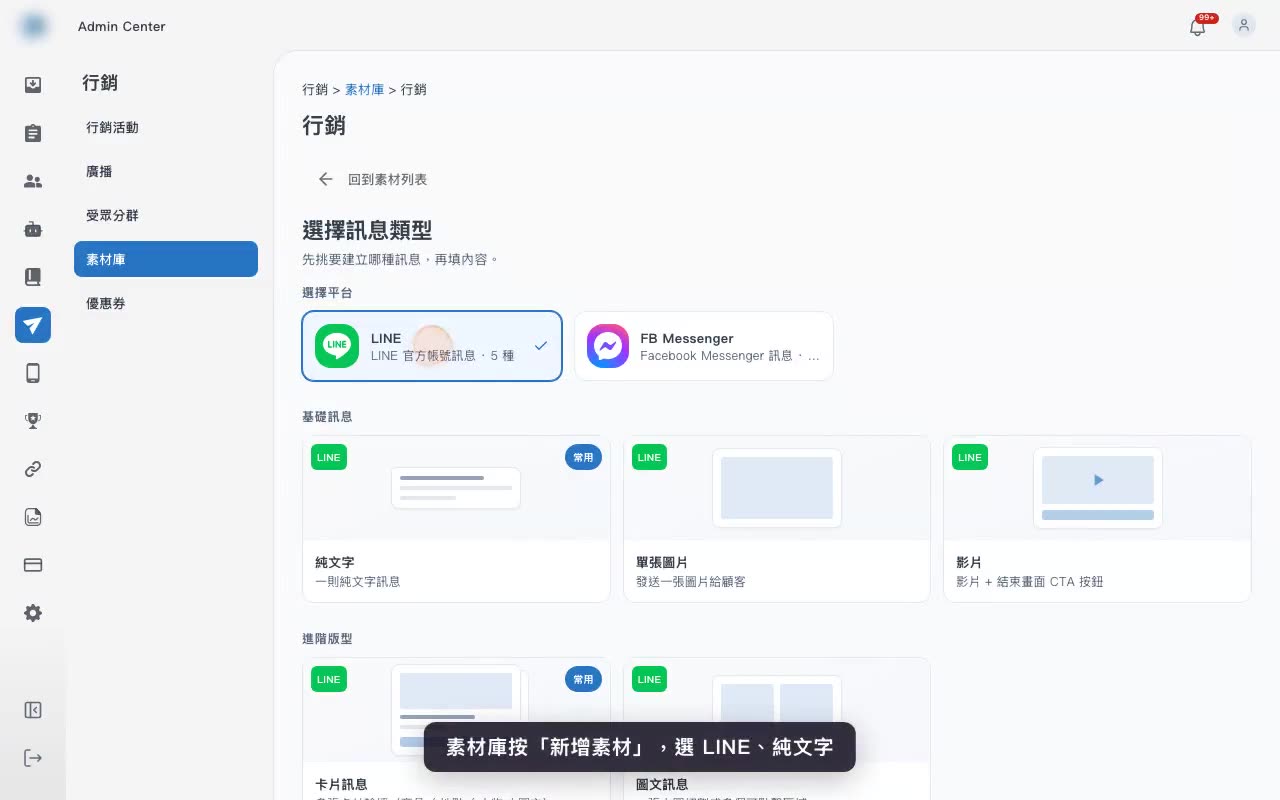 Admin Center
99+
行銷
行銷活動
廣播
受眾分群
素材庫
優惠券
行銷 > 素材庫 > 行銷
行銷
回到素材列表
選擇訊息類型
先挑要建立哪種訊息，再填內容。
選擇平台
LINE
LINE
LINE 官方帳號訊息 · 5 種
FB Messenger
Facebook Messenger 訊息 · ...
基礎訊息
LINE
常用
純文字
一則純文字訊息
LINE
單張圖片
發送一張圖片給顧客
LINE
影片
影片 + 結束畫面 CTA 按鈕
進階版型
LINE
常用
卡片訊息
LINE
圖文訊息
素材庫按「新增素材」，選 LINE、純文字